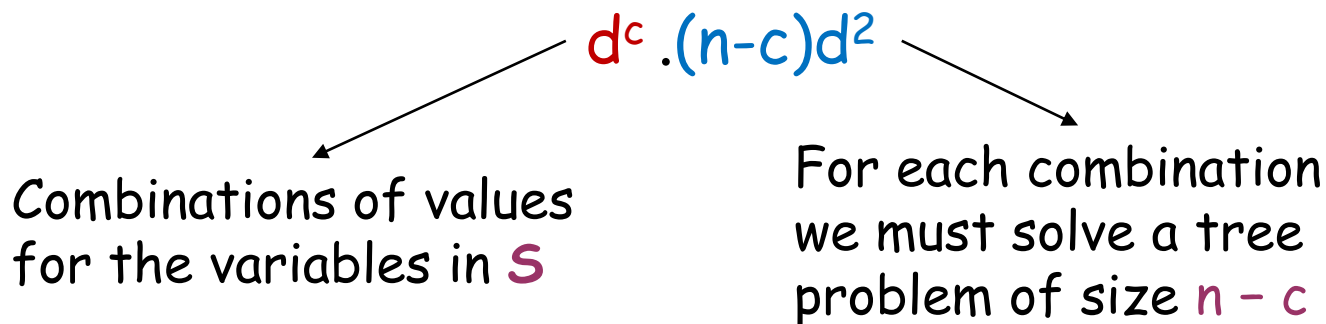 dᶜ .(n-c)d²
Combinations of values
for the variables in S
For each combination
we must solve a tree
problem of size n - c